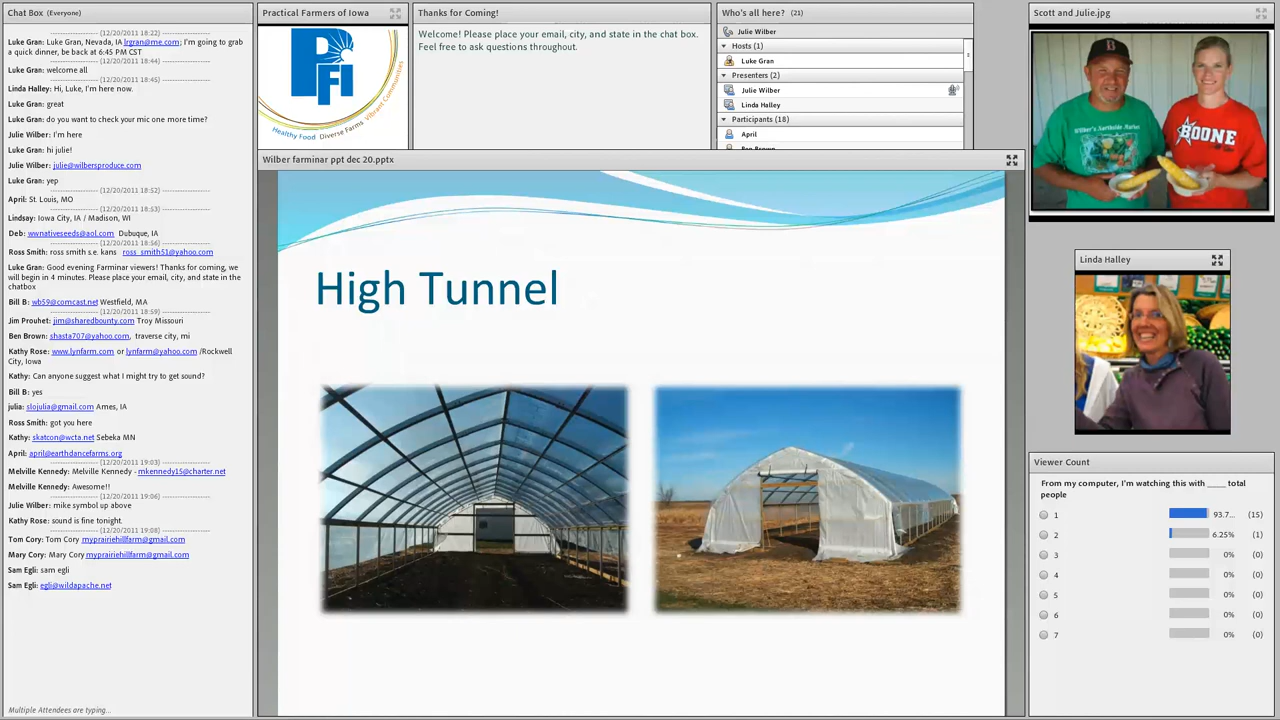 Chat Box (Everyone)
------------------ (12/20/2011 18:22) ------------------
Luke Gran: Luke Gran, Nevada, IA lrgran@me.com; I'm going to grab
a quick dinner, be back at 6:45 PM CST
------------------ (12/20/2011 18:44) ------------------
Luke Gran: welcome all
------------------ (12/20/2011 18:45) ------------------
Linda Halley: Hi, Luke, I'm here now.
Luke Gran: great
Luke Gran: do you want to check your mic one more time?
Julie Wilber: I'm here
Luke Gran: hi julie!
Julie Wilber: julie@wilbersproduce.com
Luke Gran: yep
------------------ (12/20/2011 18:52) ------------------
April: St. Louis, MO
------------------ (12/20/2011 18:53) ------------------
Lindsay: Iowa City, IA / Madison, WI
Deb: wwnativeseeds@aol.com Dubuque, IA
------------------ (12/20/2011 18:56) ------------------
Ross Smith: ross smith s.e. kans ross_smith51@yahoo.com
Luke Gran: Good evening Farminar viewers! Thanks for coming, we
will begin in 4 minutes. Please place your email, city, and state in the
chatbox
Bill B: wb59@comcast.net Westfield, MA
------------------ (12/20/2011 18:59) ------------------
Jim Prouhet: jim@sharedbounty.com Troy Missouri
Ben Brown: shasta707@yahoo.com, traverse city, mi
Kathy Rose: www.lynfarm.com or lynfarm@yahoo.com /Rockwell
City, Iowa
Kathy: Can anyone suggest what I might try to get sound?
Bill B: yes
julia: slojulia@gmail.com Ames, IA
Ross Smith: got you here
Kathy: skatcon@wcta.net Sebeka MN
April: april@earthdancefarms.org
------------------ (12/20/2011 19:03) ------------------
Melville Kennedy: Melville Kennedy - mkennedy15@charter.net
Melville Kennedy: Awesome!!
------------------ (12/20/2011 19:06) ------------------
Julie Wilber: mike symbol up above
Kathy Rose: sound is fine tonight.
------------------ (12/20/2011 19:08) ------------------
Tom Cory: Tom Cory myprairiehillfarm@gmail.com
Mary Cory: Mary Cory myprairiehillfarm@gmail.com
Sam Egli: sam egli
Sam Egli: egli@wildapache.net
Multiple Attendees are typing...
Practical Farmers of Iowa
PFI
Healthy Food Diverse Farms Vibrant Communities
Thanks for Coming!
Welcome! Please place your email, city, and state in the chat box.
Feel free to ask questions throughout.
Who's all here? (21)
Julie Wilber
Hosts (1)
Luke Gran
Presenters (2)
Julie Wilber
Linda Halley
Participants (18)
April
Ben Brown
Wilber farminar ppt dec 20.pptx
High Tunnel
Scott and Julie.jpg
B
Wilber's Northside Market
BOONE
Linda Halley
Viewer Count
From my computer, I'm watching this with ____ total
people
1 93.7... (15)
2 6.25% (1)
3 0% (0)
4 0% (0)
5 0% (0)
6 0% (0)
7 0% (0)